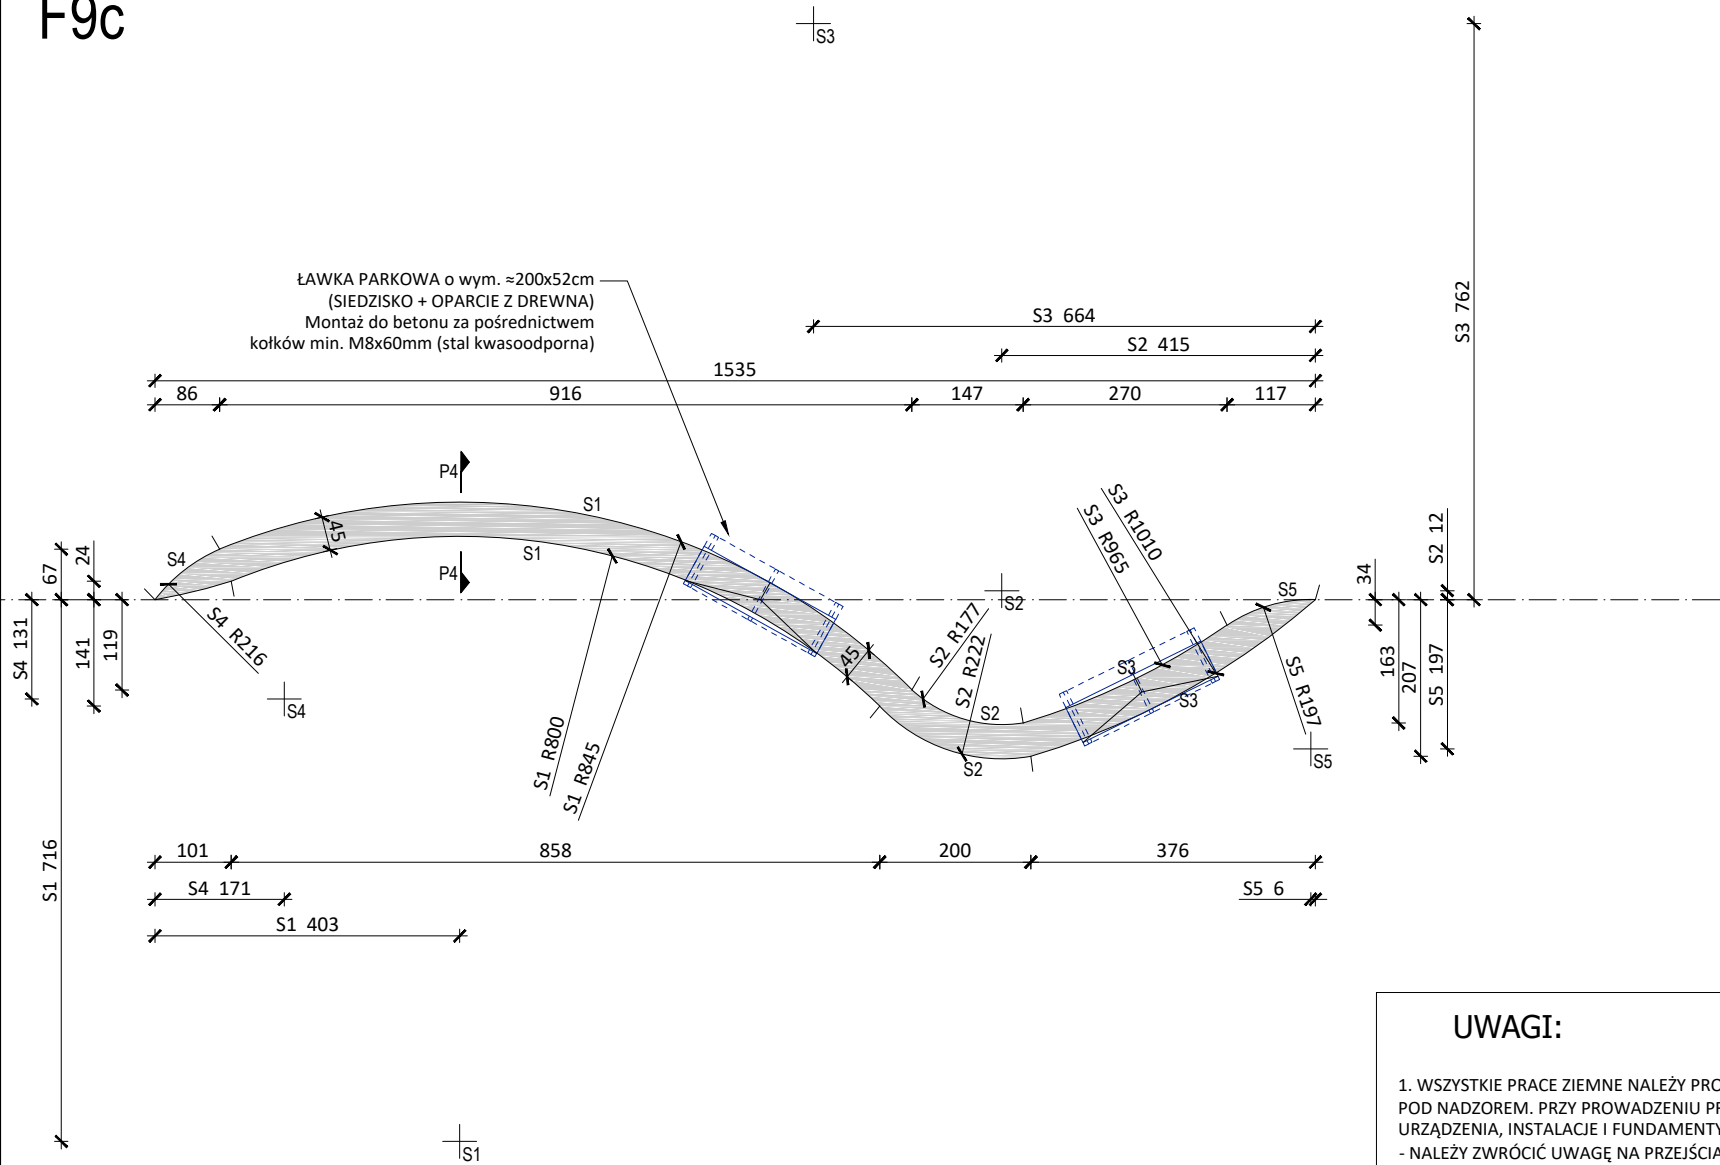 F9c
S3
S3 762
ŁAWKA PARKOWA o wym. ≈200x52cm
(SIEDZISKO + OPARCIE Z DREWNA)
Montaż do betonu za pośrednictwem
kołków min. M8x60mm (stal kwasoodporna)
S3 664
S2 415
1535
86
916
147
270
117
P4
S1
S4
45
S1
P4
S3 R1010
S3 R965
S2 12
34
S5
67
24
S4 131
141
119
S4 R216
S4
S2
S2 R177
S2 R222
45
S3
S3
S2
S2
S5 R197
S5
163
207
S5 197
S1 R800
S1 R845
S1 716
101
858
200
376
S4 171
S5 6
S1 403
S1
UWAGI:
1. WSZYSTKIE PRACE ZIEMNE NALEŻY
POD NADZOREM. PRZY PROWADZENIU
URZĄDZENIA, INSTALACJE I FUNDAMENTY
- NALEŻY ZWRÓCIĆ UWAGĘ NA PRZEJŚCIA